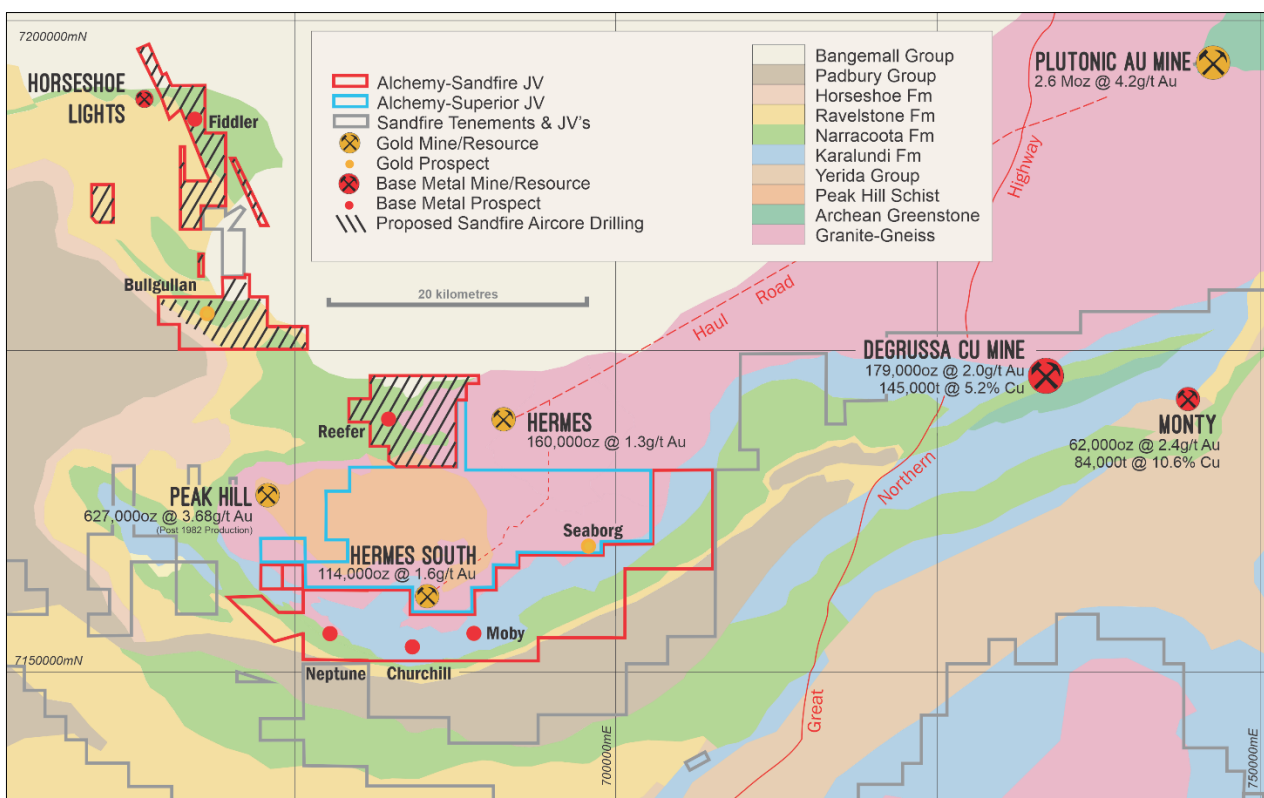 7200000mN
HORSESHOE
LIGHTS
Fiddler
Alchemy-Sandfire JV
Alchemy-Superior JV
Sandfire Tenements & JV's
Gold Mine/Resource
Gold Prospect
Base Metal Mine/Resource
Base Metal Prospect
Proposed Sandfire Aircore Drilling
Bangemall Group
Padbury Group
Horseshoe Fm
Ravelstone Fm
Narracoota Fm
Karalundi Fm
Yerida Group
Peak Hill Schist
Archean Greenstone
Granite-Gneiss
PLUTONIC AU MINE
2.6 Moz @ 4.2g/t Au
Highway
20 kilometres
Bullgullan
Haul Road
DEGRUSSA CU MINE
179,000oz @ 2.0g/t Au
145,000t @ 5.2% Cu
MONTY
62,000oz @ 2.4g/t Au
84,000t @ 10.6% Cu
Reefer
HERMES
160,000oz @ 1.3g/t Au
Northern
PEAK HILL
627,000oz @ 3.68g/t Au
(Post 1982 Production)
Seaborg
HERMES SOUTH
114,000oz @ 1.6g/t Au
Moby
Neptune
Churchill
7150000mN
Great
700000mE
750000mE